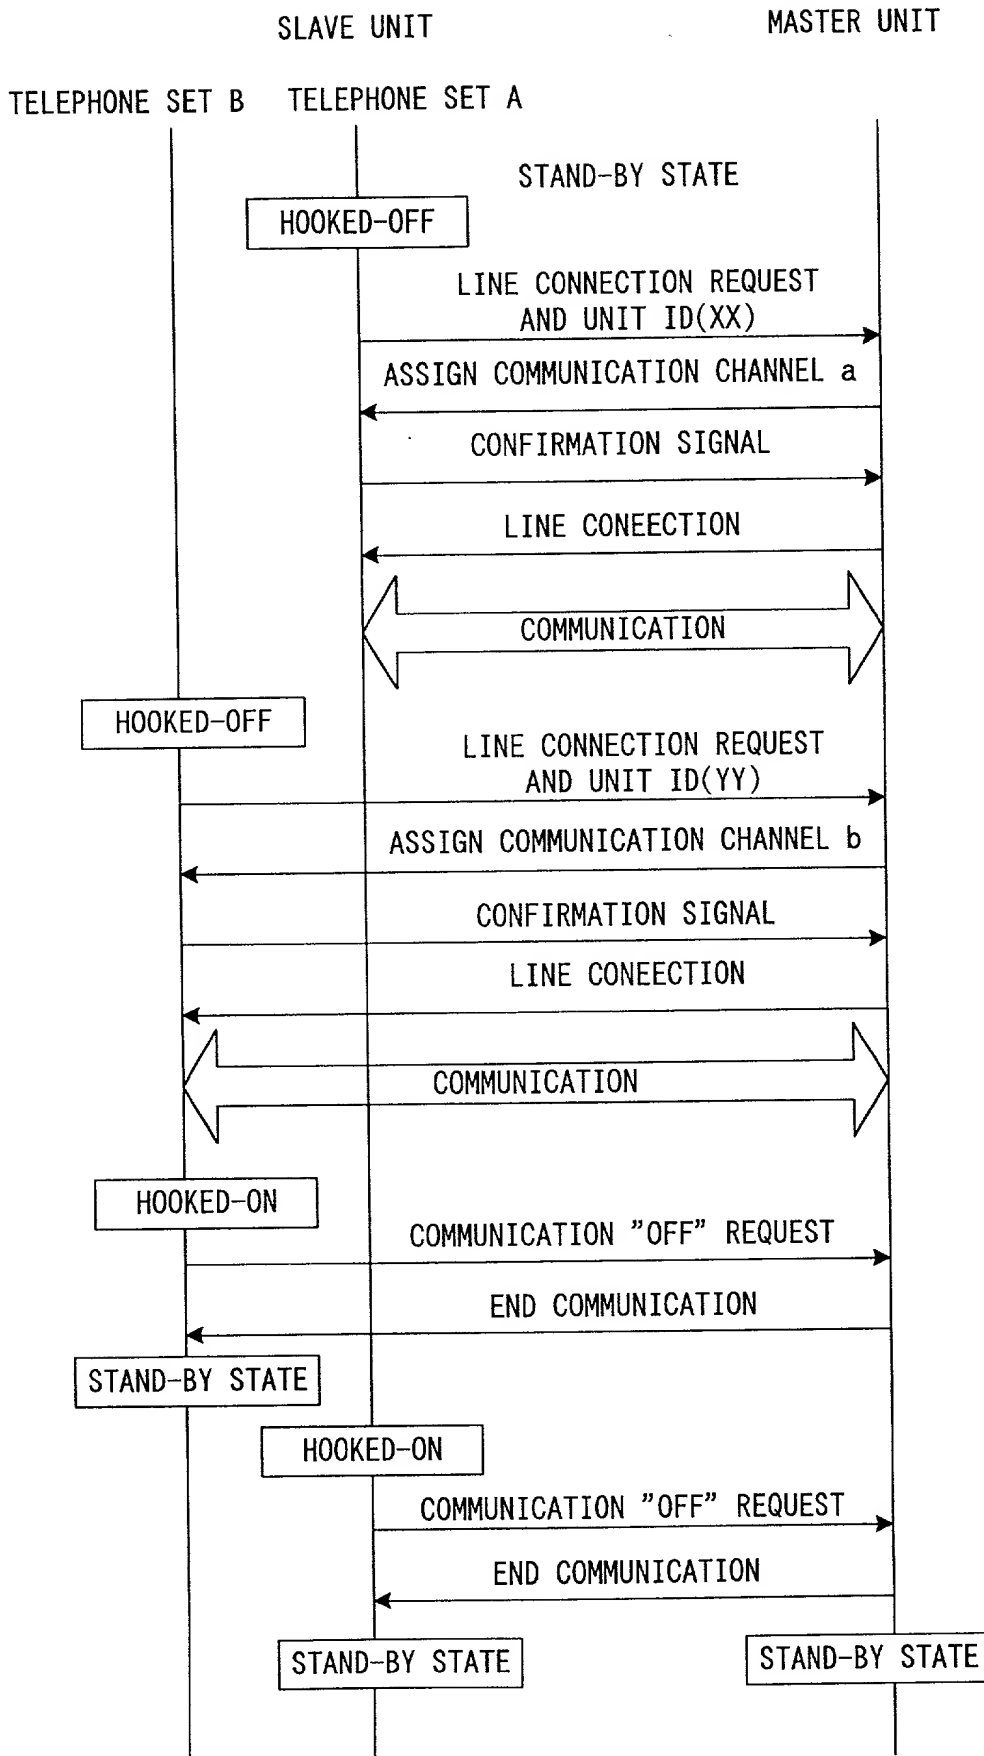 SLAVE UNIT
MASTER UNIT
TELEPHONE SET B
TELEPHONE SET A
STAND-BY STATE
HOOKED-OFF
LINE CONNECTION REQUEST
AND UNIT ID(XX)
ASSIGN COMMUNICATION CHANNEL a
CONFIRMATION SIGNAL
LINE CONEECTION
COMMUNICATION
HOOKED-OFF
LINE CONNECTION REQUEST
AND UNIT ID(YY)
ASSIGN COMMUNICATION CHANNEL b
CONFIRMATION SIGNAL
LINE CONEECTION
COMMUNICATION
HOOKED-ON
COMMUNICATION "OFF" REQUEST
END COMMUNICATION
STAND-BY STATE
HOOKED-ON
COMMUNICATION "OFF" REQUEST
END COMMUNICATION
STAND-BY STATE
STAND-BY STATE